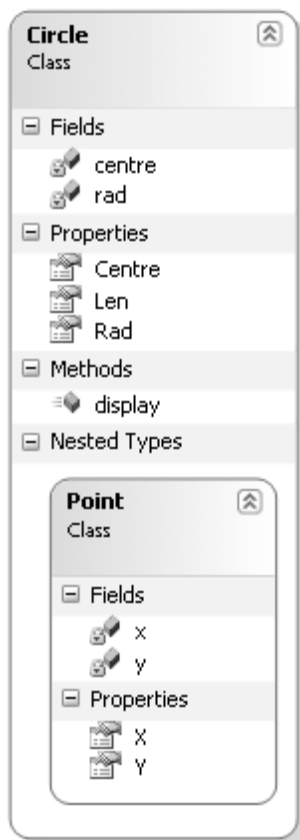 Circle
Class
Fields
centre
rad
Properties
Centre
Len
Rad
Methods
display
Nested Types
Point
Class
Fields
x
y
Properties
X
Y